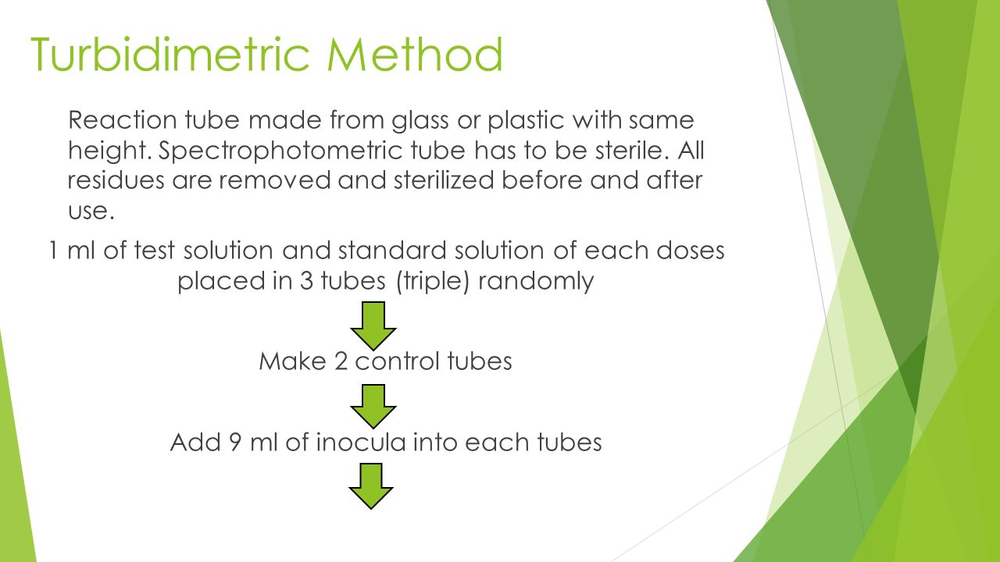 Turbidimetric Method
Reaction tube made from glass or plastic with same
height. Spectrophotometric tube has to be sterile. All
residues are removed and sterilized before and after
use.
1 ml of test solution and standard solution of each doses
placed in 3 tubes (triple) randomly
Make 2 control tubes
Add 9 ml of inocula into each tubes